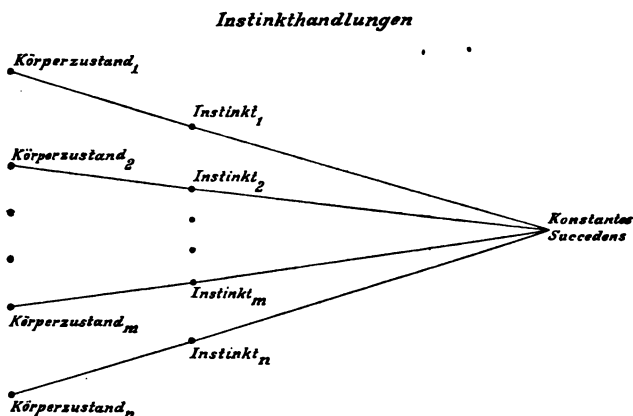 Instinkthandlungen
Körperzustand₁
Instinkt₁
Körperzustand₂
Instinkt₂
Konstantes
Succedens
Instinktₘ
Körperzustandₘ
Instinktₙ
Körperzustandₙ